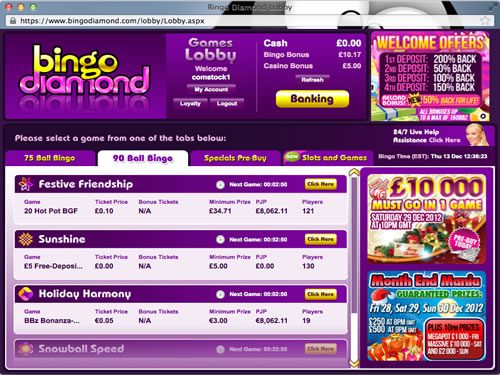 Bingo Diamond Lobby
https://www.bingodiamond.com/lobby/Lobby.aspx
bingo
diamond
Games
Lobby
Welcome
comstock1
My Account
Loyalty
Logout
Cash £0.00
Bingo Bonus £10.17
Casino Bonus £5.00
Refresh
Banking
WELCOME OFFERS
1ST DEPOSIT: 200% BACK
2ND DEPOSIT: 50% BACK
3RD DEPOSIT: 100% BACK
4TH DEPOSIT: 150% BACK
RELOAD BONUS!
NEW 50% BACK FOR LIFE!
ALL BONUSES UP
TO A MAX OF 150BBZ
Please select a game from one of the tabs below:
24/7 Live Help
Assistance Click Here
75 Ball Bingo
90 Ball Bingo
Specials Pre-Buy
NEW Slots and Games
Bingo Time (EST): Thu 13 Dec 12:36:23
Festive Friendship
Next Game: 00:02:50
Click Here
Game Ticket Price Bonus Tickets Minimum Prize PJP Players
20 Hot Pot BGF £0.10 N/A £34.71 £8,062.11 121
Sunshine
Next Game: 00:52:50
Click Here
Game Ticket Price Bonus Tickets Minimum Prize PJP Players
£5 Free-Deposi... £0.00 N/A £5.00 £0.00 130
Holiday Harmony
Next Game: 00:02:50
Click Here
Game Ticket Price Bonus Tickets Minimum Prize PJP Players
BBz Bonanza-... €0.05 N/A €3.00 €8,062.11 19
Snowball Speed
Next Game: 00:22:50
Click Here
£10 000
MUST GO IN 1 GAME
SATURDAY 29 DEC 2012
AT 10PM GMT
PRE-BUY
TODAY
Month End Mania
GUARANTEED PRIZES:
Fri 28, Sat 29, Sun 30 Dec 2012
£250 AT 8PM GMT
£500 AT 9PM GMT
PLUS 10PM PRIZES:
MEGAPOT £1 000 - FRI
MASSIVE £10 000 - SAT
AND £2 000 - SUN